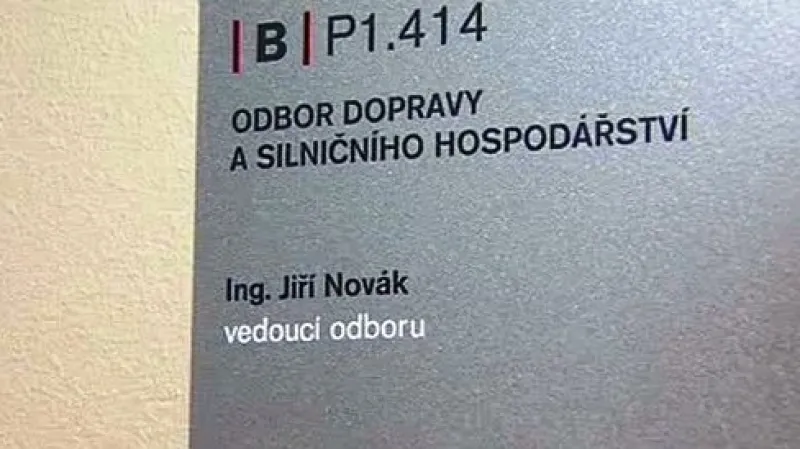 |B| P1.414
ODBOR DOPRAVY
A SILNIČNÍHO HOSPODÁŘSTVÍ
Ing. Jiří Novák
vedoucí odboru